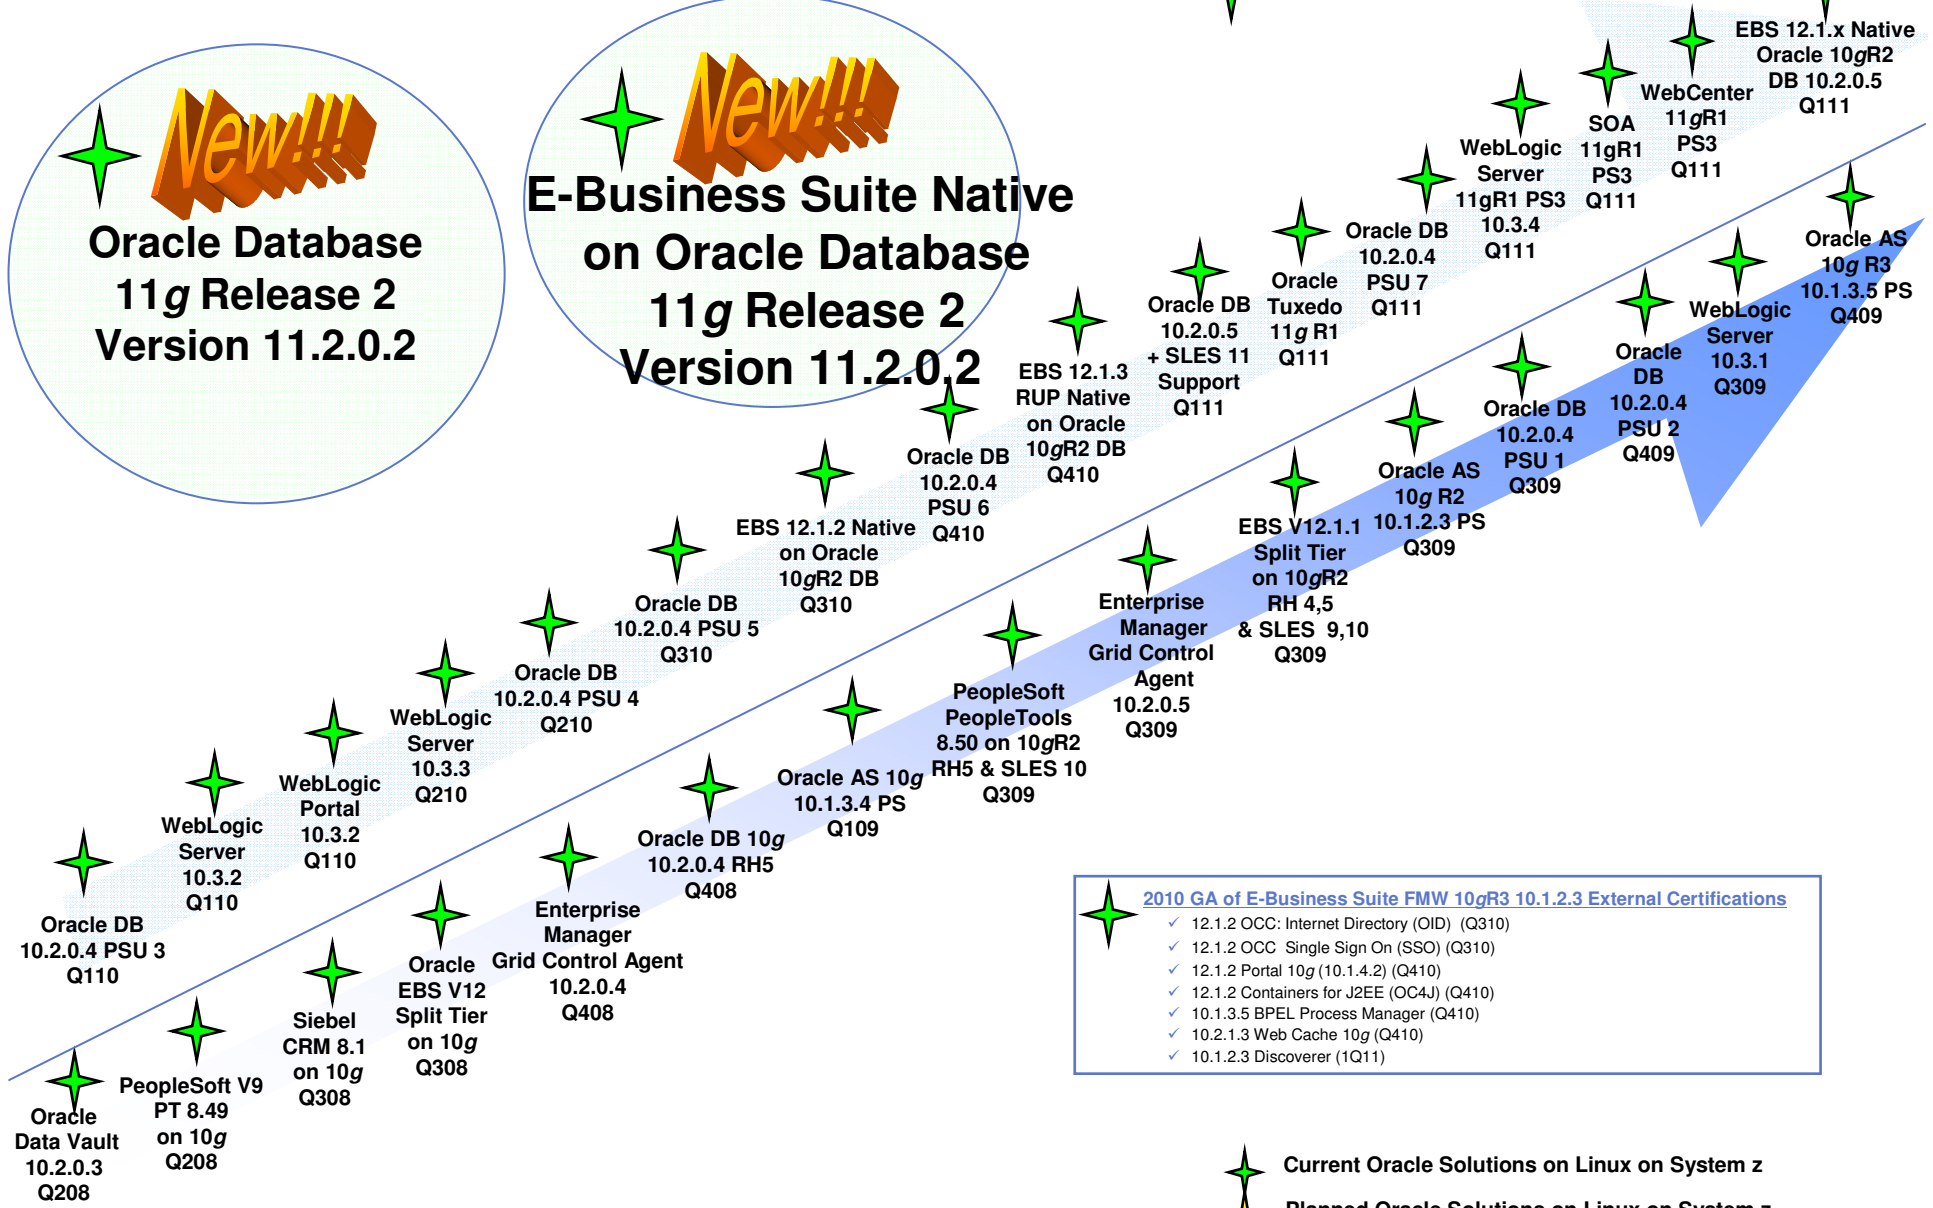 New!!!
Oracle Database
11g Release 2
Version 11.2.0.2
New!!!
E-Business Suite Native
on Oracle Database
11g Release 2
Version 11.2.0.2
Oracle DB
10.2.0.4 PSU 3
Q110
WebLogic
Server
10.3.2
Q110
WebLogic
Portal
10.3.2
Q110
WebLogic
Server
10.3.3
Q210
Oracle DB
10.2.0.4 PSU 4
Q210
Oracle DB
10.2.0.4 PSU 5
Q310
EBS 12.1.2 Native
on Oracle
10gR2 DB
Q310
Oracle DB
10.2.0.4
PSU 6
Q410
EBS 12.1.3
RUP Native
on Oracle
10gR2 DB
Q410
Oracle DB
10.2.0.5
+ SLES 11
Support
Q111
Oracle
Tuxedo
11g R1
Q111
Oracle DB
10.2.0.4
PSU 7
Q111
WebLogic
Server
11gR1 PS3
10.3.4
Q111
SOA
11gR1
PS3
Q111
WebCenter
11gR1
PS3
Q111
EBS 12.1.x Native
Oracle 10gR2
DB 10.2.0.5
Q111
Oracle
Data Vault
10.2.0.3
Q208
PeopleSoft V9
PT 8.49
on 10g
Q208
Siebel
CRM 8.1
on 10g
Q308
Oracle
EBS V12
Split Tier
on 10g
Q308
Enterprise
Manager
Grid Control Agent
10.2.0.4
Q408
Oracle DB 10g
10.2.0.4 RH5
Q408
Oracle AS 10g
10.1.3.4 PS
Q109
PeopleSoft
PeopleTools
8.50 on 10gR2
RH5 & SLES 10
Q309
Enterprise
Manager
Grid Control
Agent
10.2.0.5
Q309
EBS V12.1.1
Split Tier
on 10gR2
RH 4,5
& SLES 9,10
Q309
Oracle AS
10g R2
10.1.2.3 PS
Q309
Oracle DB
10.2.0.4
PSU 1
Q309
Oracle
DB
10.2.0.4
PSU 2
Q409
WebLogic
Server
10.3.1
Q309
Oracle AS
10g R3
10.1.3.5 PS
Q409
2010 GA of E-Business Suite FMW 10gR3 10.1.2.3 External Certifications
✓ 12.1.2 OCC: Internet Directory (OID) (Q310)
✓ 12.1.2 OCC Single Sign On (SSO) (Q310)
✓ 12.1.2 Portal 10g (10.1.4.2) (Q410)
✓ 12.1.2 Containers for J2EE (OC4J) (Q410)
✓ 10.1.3.5 BPEL Process Manager (Q410)
✓ 10.2.1.3 Web Cache 10g (Q410)
✓ 10.1.2.3 Discoverer (1Q11)
Current Oracle Solutions on Linux on System z
Planned Oracle Solutions on Linux on System z